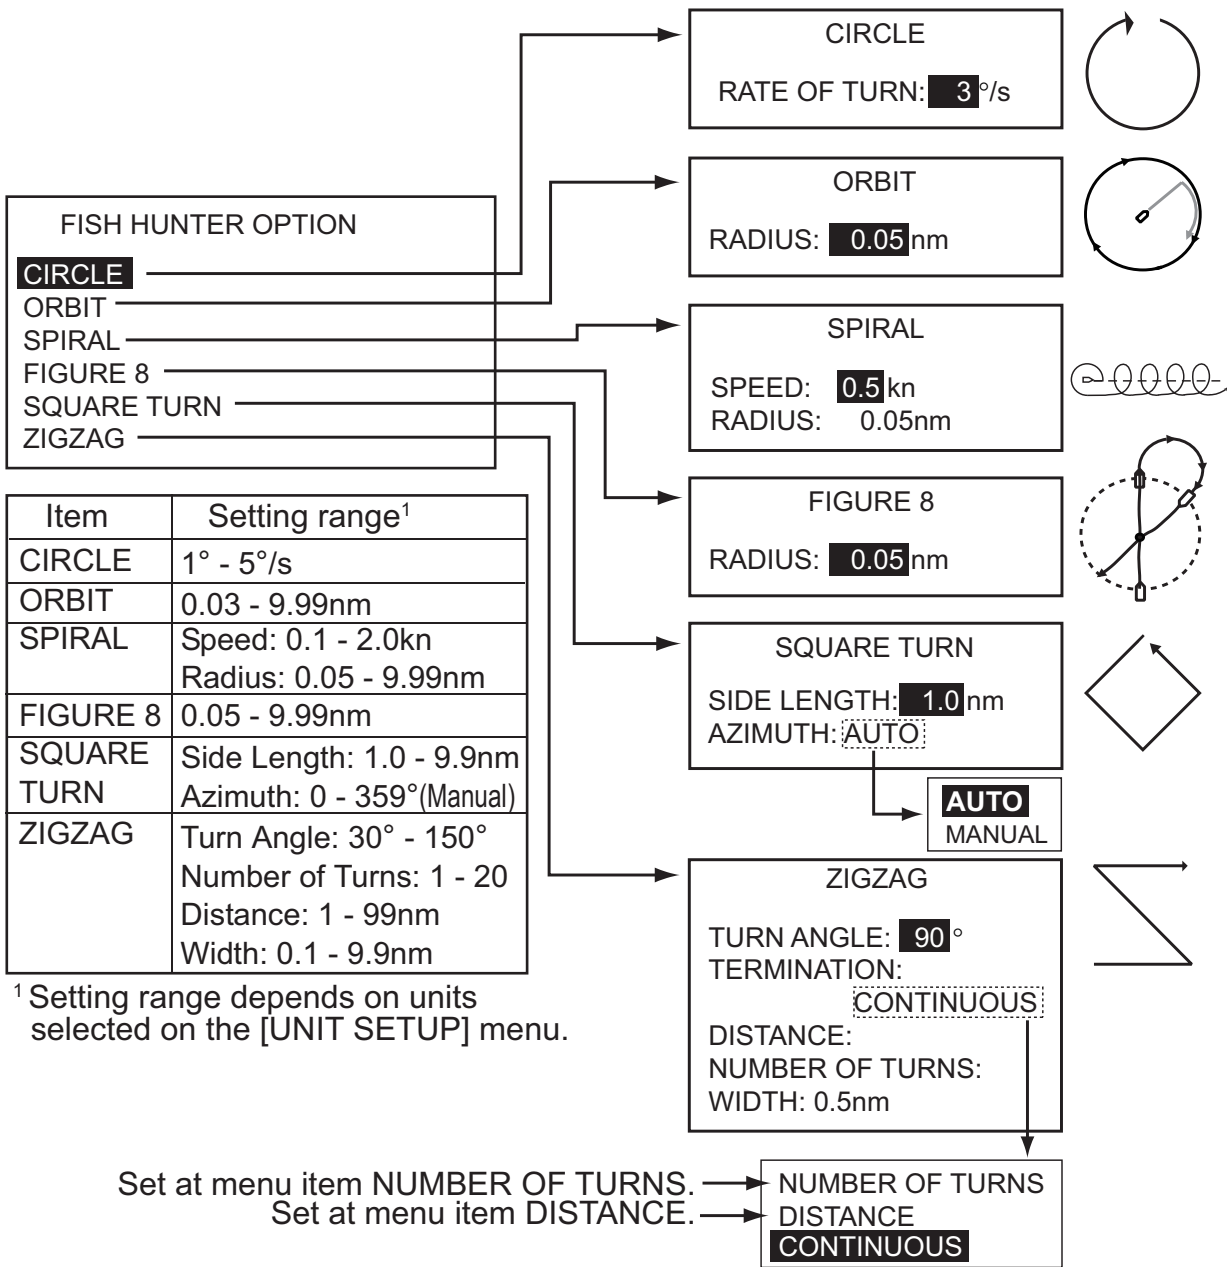 FISH HUNTER OPTION
CIRCLE
ORBIT
SPIRAL
FIGURE 8
SQUARE TURN
ZIGZAG
CIRCLE
RATE OF TURN: 3 °/s
ORBIT
RADIUS: 0.05 nm
SPIRAL
SPEED: 0.5 kn
RADIUS: 0.05nm
FIGURE 8
RADIUS: 0.05 nm
SQUARE TURN
SIDE LENGTH: 1.0 nm
AZIMUTH: AUTO
AUTO
MANUAL
ZIGZAG
TURN ANGLE: 90 °
TERMINATION:
CONTINUOUS
DISTANCE:
NUMBER OF TURNS:
WIDTH: 0.5nm
Item Setting range¹
CIRCLE 1° - 5°/s
ORBIT 0.03 - 9.99nm
SPIRAL Speed: 0.1 - 2.0kn
Radius: 0.05 - 9.99nm
FIGURE 8 0.05 - 9.99nm
SQUARE Side Length: 1.0 - 9.9nm
TURN Azimuth: 0 - 359°(Manual)
ZIGZAG Turn Angle: 30° - 150°
Number of Turns: 1 - 20
Distance: 1 - 99nm
Width: 0.1 - 9.9nm
¹ Setting range depends on units
selected on the [UNIT SETUP] menu.
Set at menu item NUMBER OF TURNS. NUMBER OF TURNS
Set at menu item DISTANCE. DISTANCE
CONTINUOUS